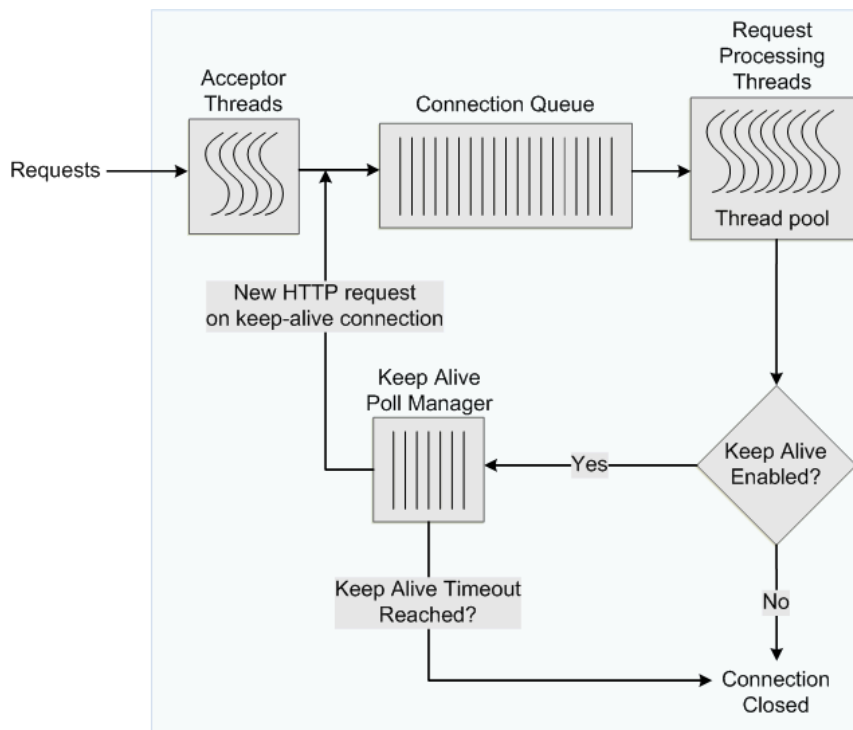 Request
Processing
Threads
Acceptor
Threads
Connection Queue
Requests
Thread pool
New HTTP request
on keep-alive connection
Keep Alive
Poll Manager
Keep Alive
Enabled?
Yes
Keep Alive Timeout
Reached?
No
Connection
Closed